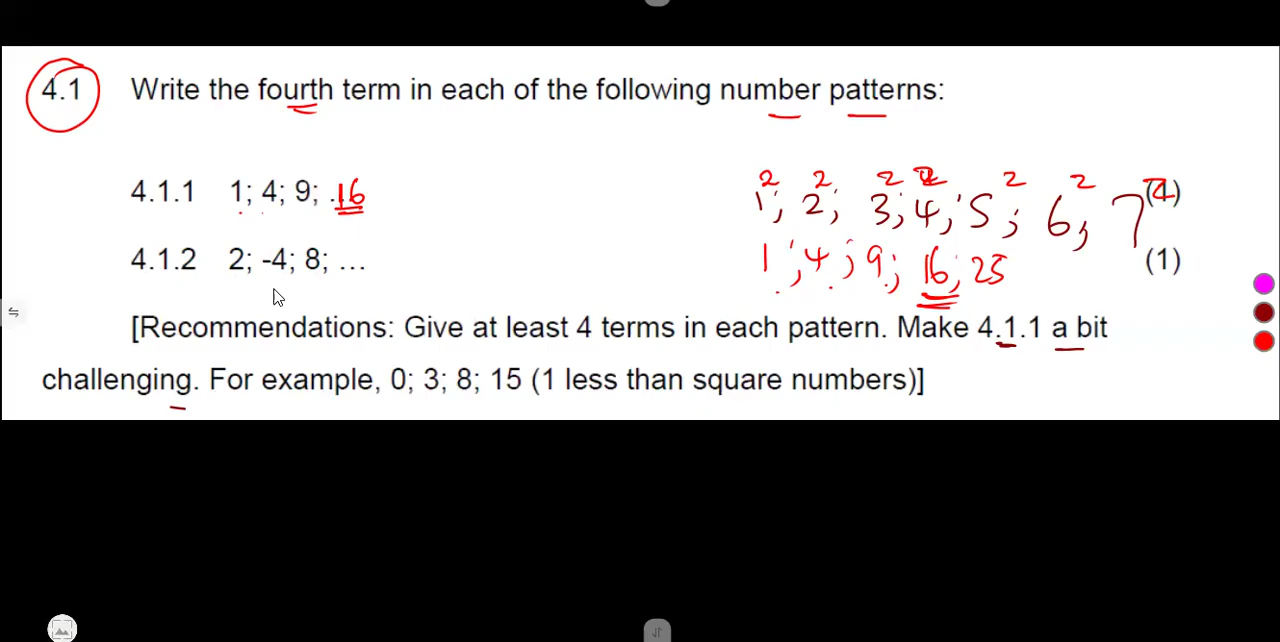 4.1 Write the fourth term in each of the following number patterns:
4.1.1 1; 4; 9; .16 1²; 2²; 3²; 4²; 5²; 6²; 7² (1)
4.1.2 2; -4; 8; … 1; 4; 9; 16; 25 (1)
[Recommendations: Give at least 4 terms in each pattern. Make 4.1.1 a bit
challenging. For example, 0; 3; 8; 15 (1 less than square numbers)]